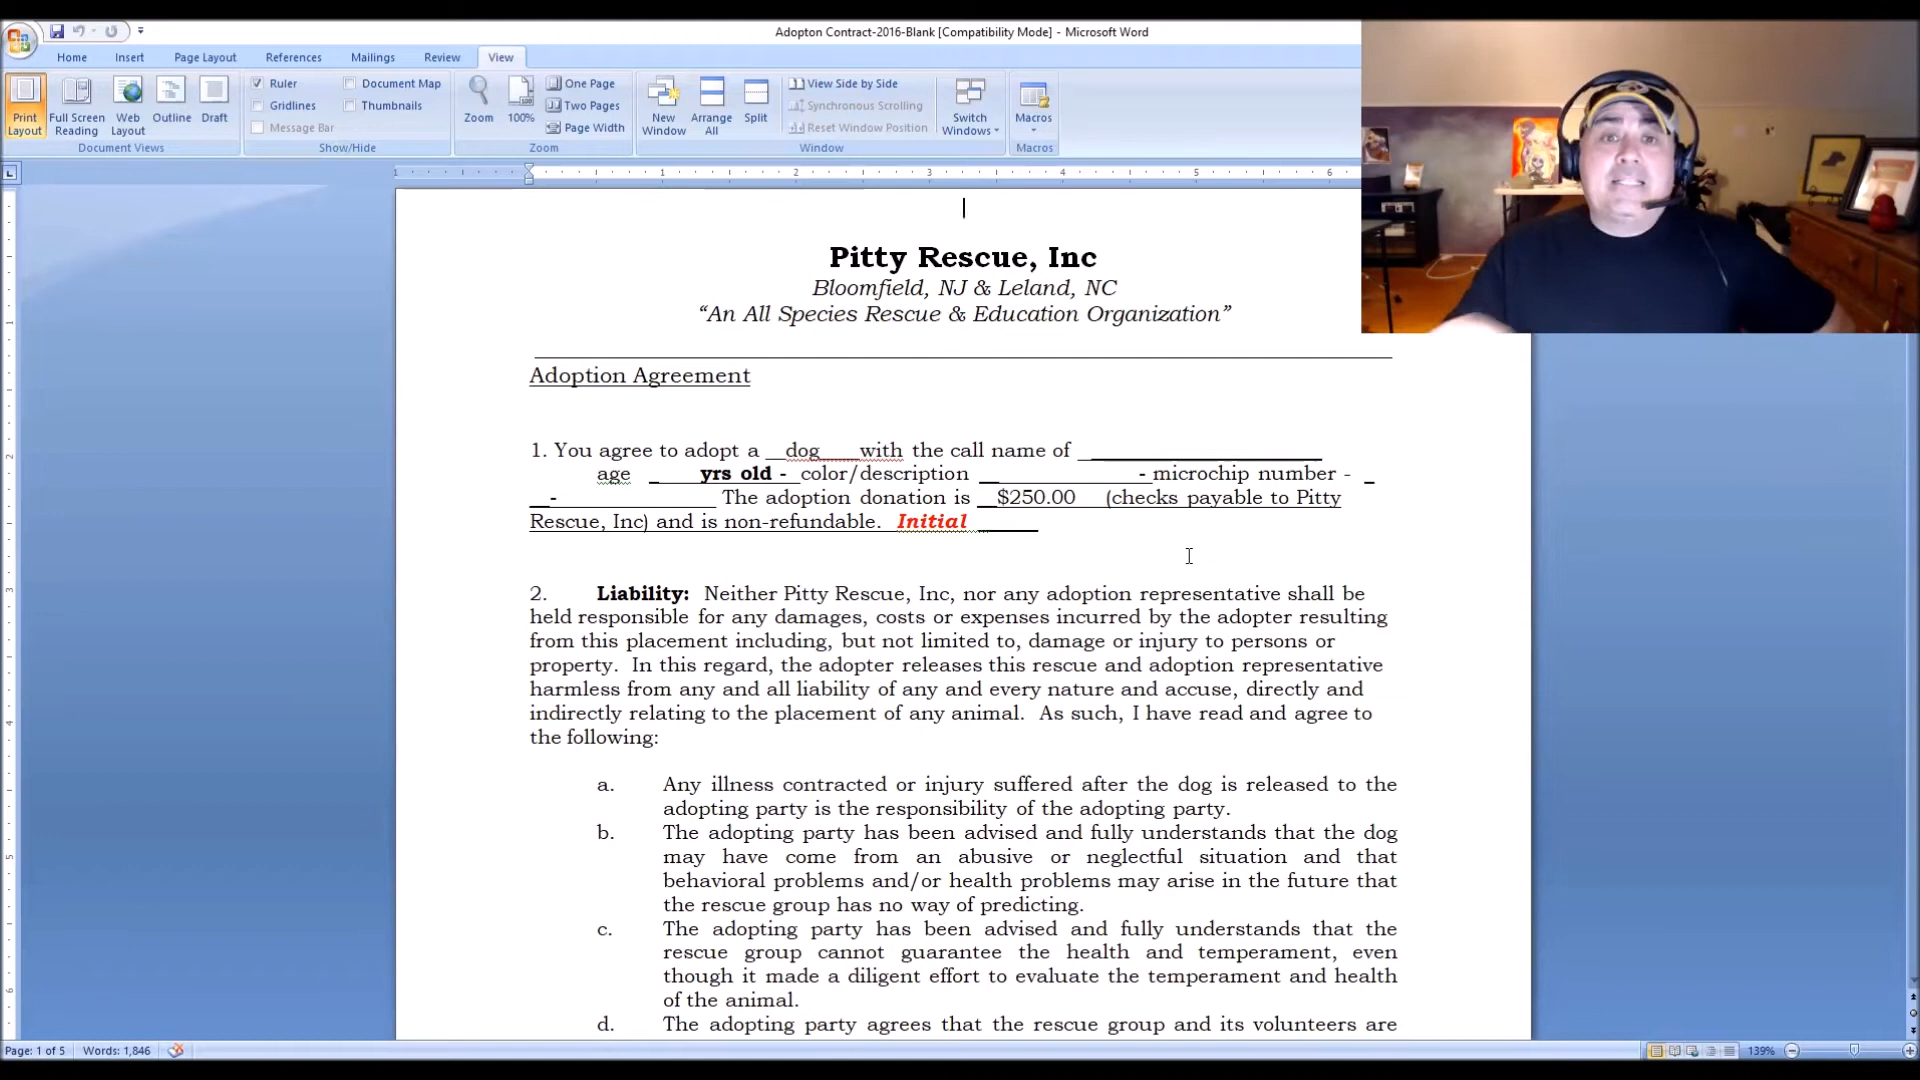 Adopton Contract-2016-Blank [Compatibility Mode] - Microsoft Word
Home Insert Page Layout References Mailings Review View
Print Layout
Full Screen Reading
Web Layout
Outline
Draft
Document Views
Ruler
Gridlines
Message Bar
Document Map
Thumbnails
Show/Hide
Zoom
100%
One Page
Two Pages
Page Width
Zoom
New Window
Arrange All
Split
View Side by Side
Synchronous Scrolling
Reset Window Position
Switch Windows
Window
Macros
Macros
1 1 2 3 4 5 6
Pitty Rescue, Inc
Bloomfield, NJ & Leland, NC
“An All Species Rescue & Education Organization”
Adoption Agreement
1. You agree to adopt a __dog____with the call name of ____________________
age _____yrs old - color/description ______________ - microchip number - _
__-______________ The adoption donation is __$250.00 (checks payable to Pitty
Rescue, Inc) and is non-refundable. Initial ______
2. Liability: Neither Pitty Rescue, Inc, nor any adoption representative shall be
held responsible for any damages, costs or expenses incurred by the adopter resulting
from this placement including, but not limited to, damage or injury to persons or
property. In this regard, the adopter releases this rescue and adoption representative
harmless from any and all liability of any and every nature and accuse, directly and
indirectly relating to the placement of any animal. As such, I have read and agree to
the following:
a. Any illness contracted or injury suffered after the dog is released to the
adopting party is the responsibility of the adopting party.
b. The adopting party has been advised and fully understands that the dog
may have come from an abusive or neglectful situation and that
behavioral problems and/or health problems may arise in the future that
the rescue group has no way of predicting.
c. The adopting party has been advised and fully understands that the
rescue group cannot guarantee the health and temperament, even
though it made a diligent effort to evaluate the temperament and health
of the animal.
d. The adopting party agrees that the rescue group and its volunteers are
Page: 1 of 5 Words: 1,846 139%